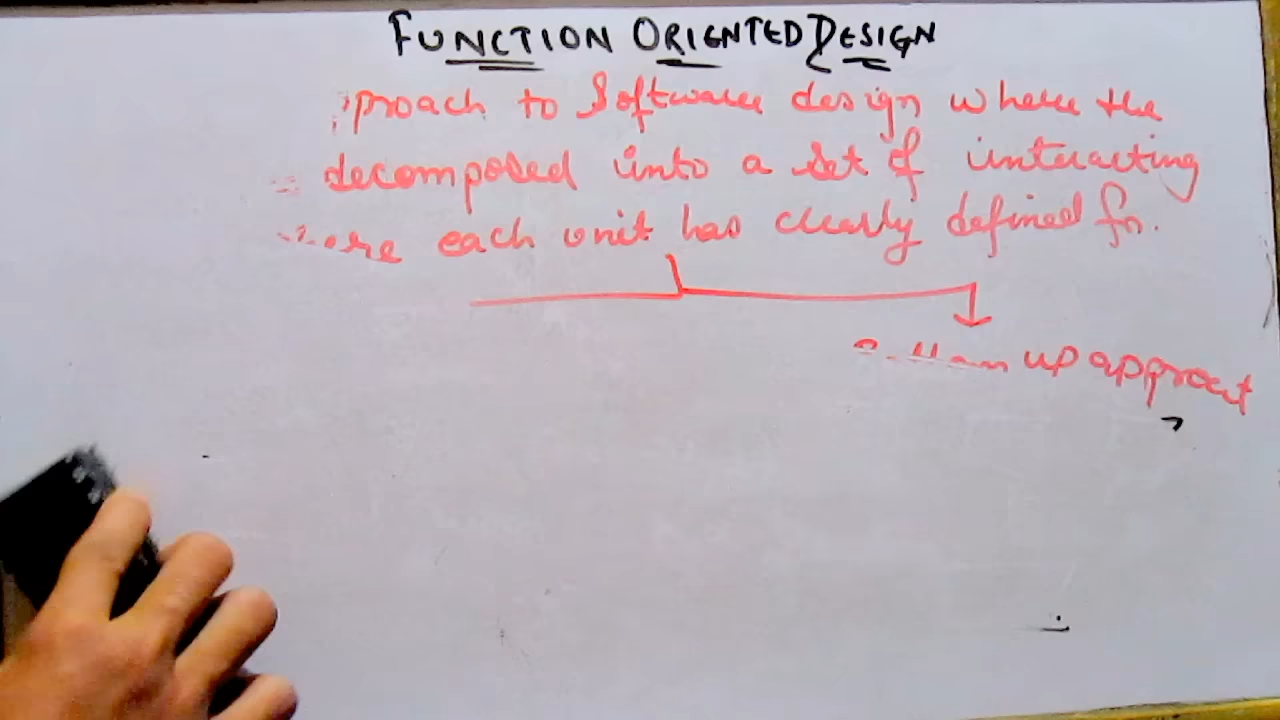 FUNCTION ORIENTED DESIGN
proach to Software design where the
decomposed into a set of interacting
each unit has clearly defined fn.
up approach